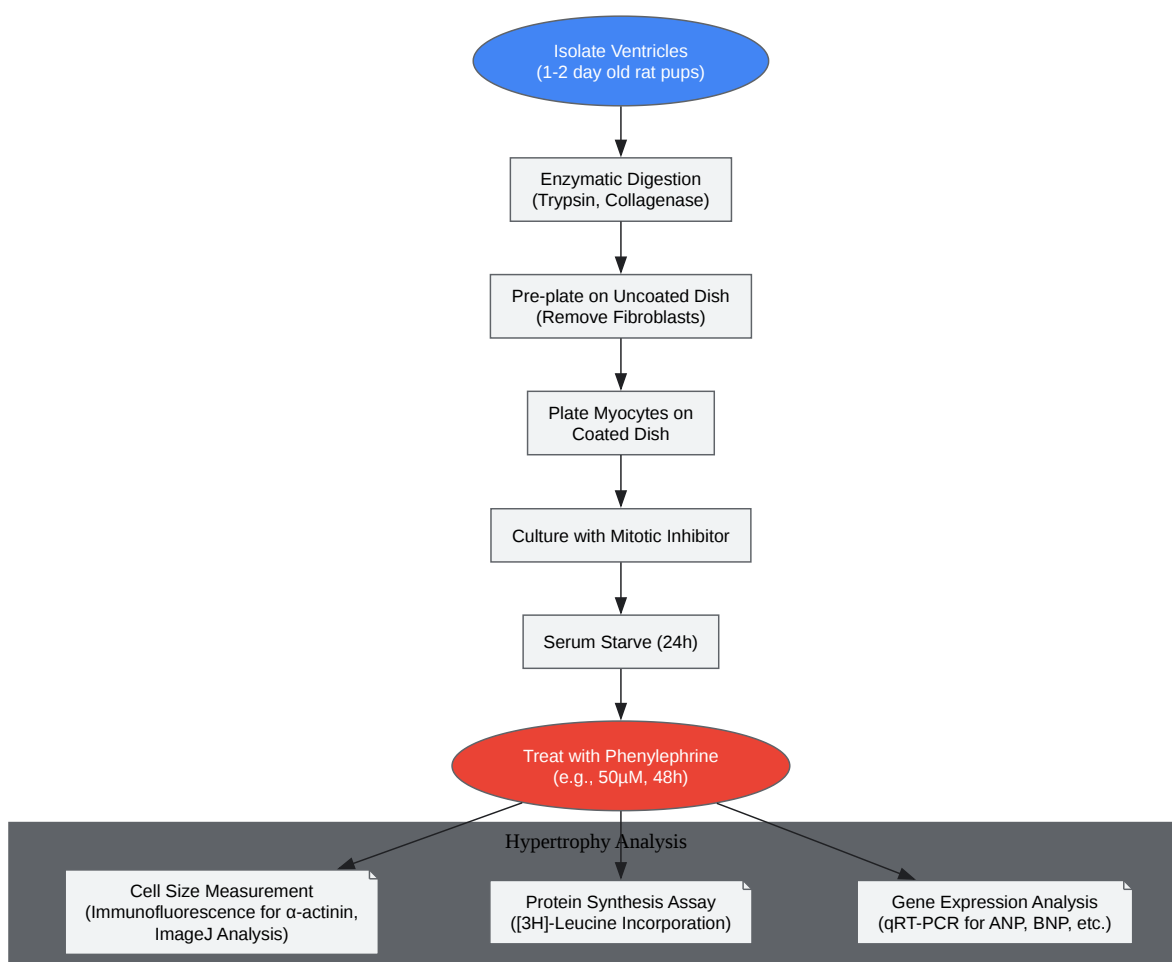 Isolate Ventricles
(1-2 day old rat pups)
Enzymatic Digestion
(Trypsin, Collagenase)
Pre-plate on Uncoated Dish
(Remove Fibroblasts)
Plate Myocytes on
Coated Dish
Culture with Mitotic Inhibitor
Serum Starve (24h)
Treat with Phenylephrine
(e.g., 50µM, 48h)
Hypertrophy Analysis
Cell Size Measurement
(Immunofluorescence for α-actinin,
ImageJ Analysis)
Protein Synthesis Assay
([3H]-Leucine Incorporation)
Gene Expression Analysis
(qRT-PCR for ANP, BNP, etc.)